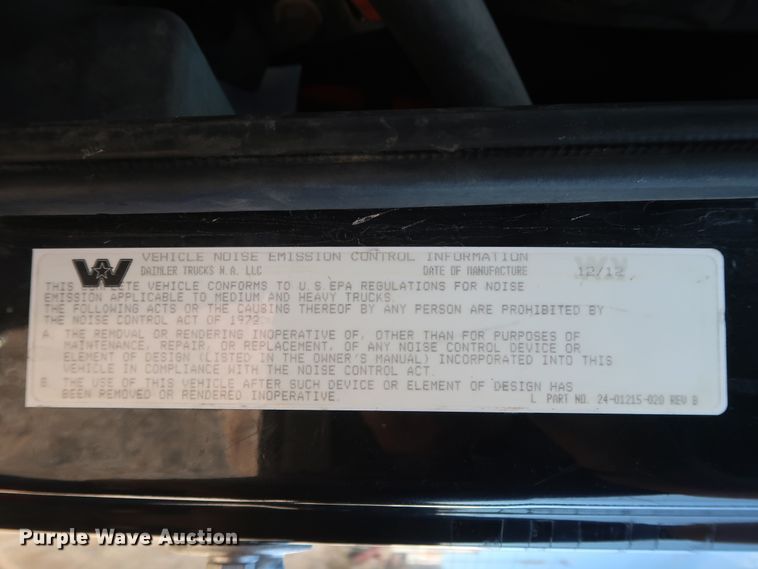 VEHICLE NOISE EMISSION CONTROL INFORMATION
DAIMLER TRUCKS N.A. LLC DATE OF MANUFACTURE 12/12
THIS ETE VEHICLE CONFORMS TO U.S.EPA REGULATIONS FOR NOISE
EMISSION APPLICABLE TO MEDIUM AND HEAVY TRUCKS.
THE FOLLOWING ACTS OR THE CAUSING THEREOF BY ANY PERSON ARE PROHIBITED BY
THE NOISE CONTROL ACT OF 1972
A. THE REMOVAL OR RENDERING INOPERATIVE OF, OTHER THAN FOR PURPOSES OF
MAINTENANCE, REPAIR, OR REPLACEMENT, OF ANY NOISE CONTROL DEVICE OR
ELEMENT OF DESIGN (LISTED IN THE OWNER'S MANUAL) INCORPORATED INTO THIS
VEHICLE IN COMPLIANCE WITH THE NOISE CONTROL ACT.
B. THE USE OF THIS VEHICLE AFTER SUCH DEVICE OR ELEMENT OF DESIGN HAS
BEEN REMOVED OR RENDERED INOPERATIVE. L PART NO. 24-01215-020 REV B
Purple Wave Auction